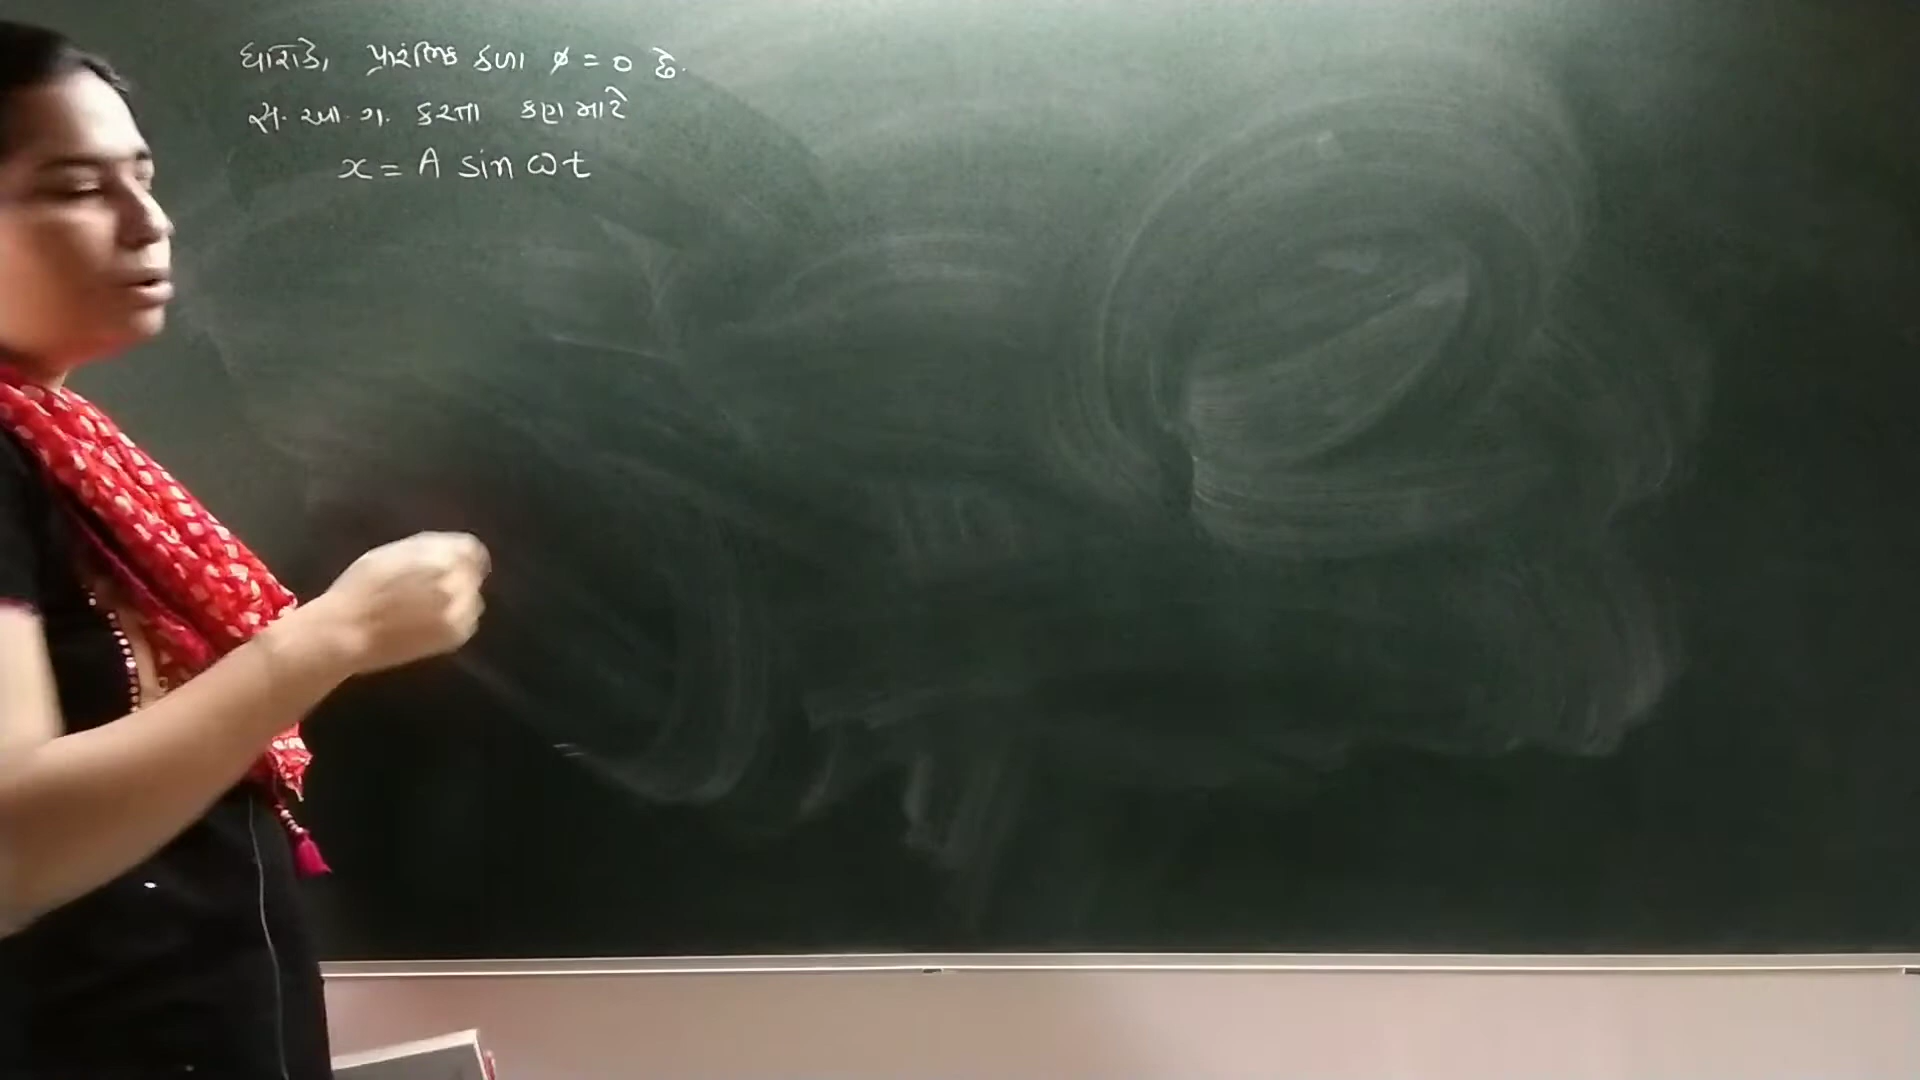 ધારોકે, પ્રારંભિક કળા φ = 0 છે.
સ. આ. ગ. કરતા કણ માટે
x = A sin ωt